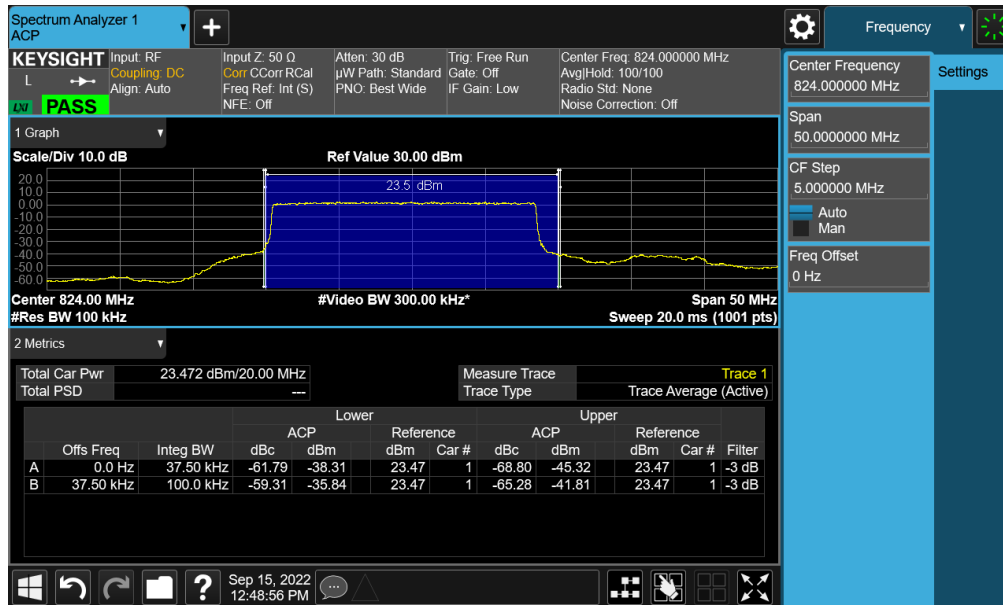 Spectrum Analyzer 1
ACP
+
Frequency
KEYSIGHT Input: RF Input Z: 50 Ω Atten: 30 dB Trig: Free Run Center Freq: 824.000000 MHz
L Coupling: DC Corr CCorr RCal µW Path: Standard Gate: Off Avg|Hold: 100/100
Align: Auto Freq Ref: Int (S) PNO: Best Wide IF Gain: Low Radio Std: None
LXI PASS NFE: Off Noise Correction: Off
Center Frequency
824.000000 MHz
Settings
Span
50.0000000 MHz
CF Step
5.000000 MHz
Auto
Man
Freq Offset
0 Hz
1 Graph
Scale/Div 10.0 dB Ref Value 30.00 dBm
23.5 dBm
20.0
10.0
0.00
-10.0
-20.0
-30.0
-40.0
-50.0
-60.0
Center 824.00 MHz #Video BW 300.00 kHz* Span 50 MHz
#Res BW 100 kHz Sweep 20.0 ms (1001 pts)
2 Metrics
Total Car Pwr 23.472 dBm/20.00 MHz Measure Trace Trace 1
Total PSD --- Trace Type Trace Average (Active)
Lower Upper
ACP Reference ACP Reference
Offs Freq Integ BW dBc dBm dBm Car # dBc dBm dBm Car # Filter
A 0.0 Hz 37.50 kHz -61.79 -38.31 23.47 1 -68.80 -45.32 23.47 1 -3 dB
B 37.50 kHz 100.0 kHz -59.31 -35.84 23.47 1 -65.28 -41.81 23.47 1 -3 dB
? Sep 15, 2022
12:48:56 PM